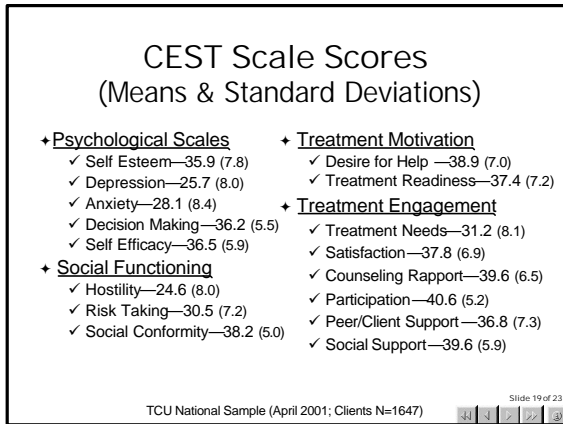 CEST Scale Scores
(Means & Standard Deviations)
✦Psychological Scales
✓ Self Esteem—35.9 (7.8)
✓ Depression—25.7 (8.0)
✓ Anxiety—28.1 (8.4)
✓ Decision Making—36.2 (5.5)
✓ Self Efficacy—36.5 (5.9)
✦ Social Functioning
✓ Hostility—24.6 (8.0)
✓ Risk Taking—30.5 (7.2)
✓ Social Conformity—38.2 (5.0)
✦ Treatment Motivation
✓ Desire for Help —38.9 (7.0)
✓ Treatment Readiness—37.4 (7.2)
✦ Treatment Engagement
✓ Treatment Needs—31.2 (8.1)
✓ Satisfaction—37.8 (6.9)
✓ Counseling Rapport—39.6 (6.5)
✓ Participation—40.6 (5.2)
✓ Peer/Client Support—36.8 (7.3)
✓ Social Support—39.6 (5.9)
TCU National Sample (April 2001; Clients N=1647)
Slide 19 of 23